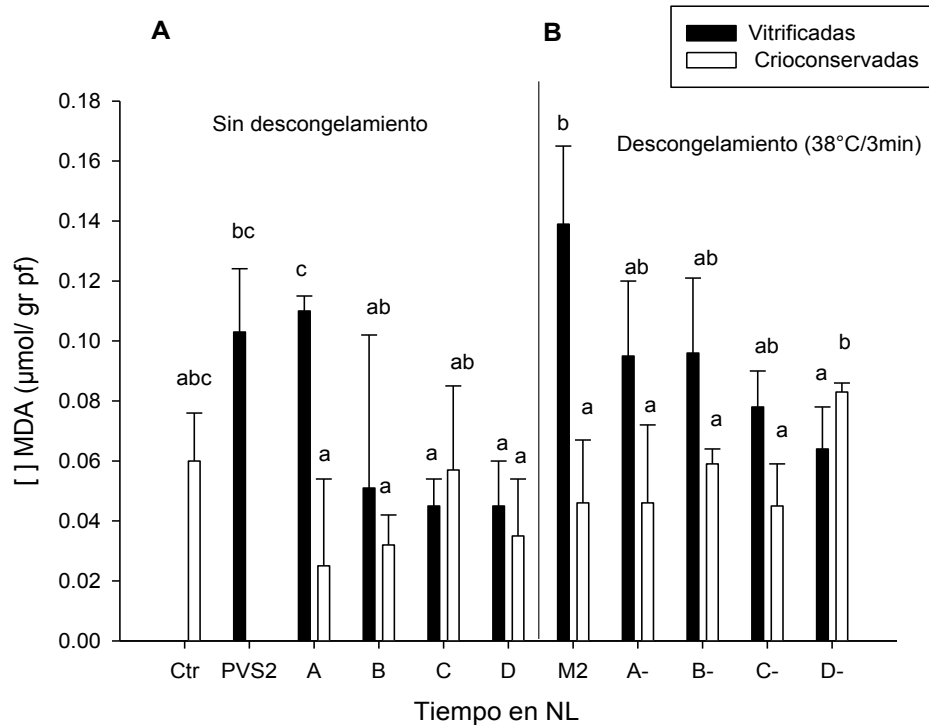 A
B
Vitrificadas
Crioconservadas
Sin descongelamiento
Descongelamiento (38°C/3min)
[ ] MDA (µmol/ gr pf)
0.18
0.16
0.14
0.12
0.10
0.08
0.06
0.04
0.02
0.00
abc
bc
c
a
ab
a
a
ab
a
a
b
a
ab
a
ab
a
ab
a
a
b
Ctr PVS2 A B C D M2 A- B- C- D-
Tiempo en NL